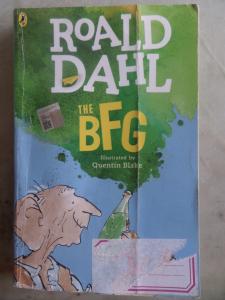 ROALD
DAHL
THE
BFG
Illustrated by
Quentin Blake